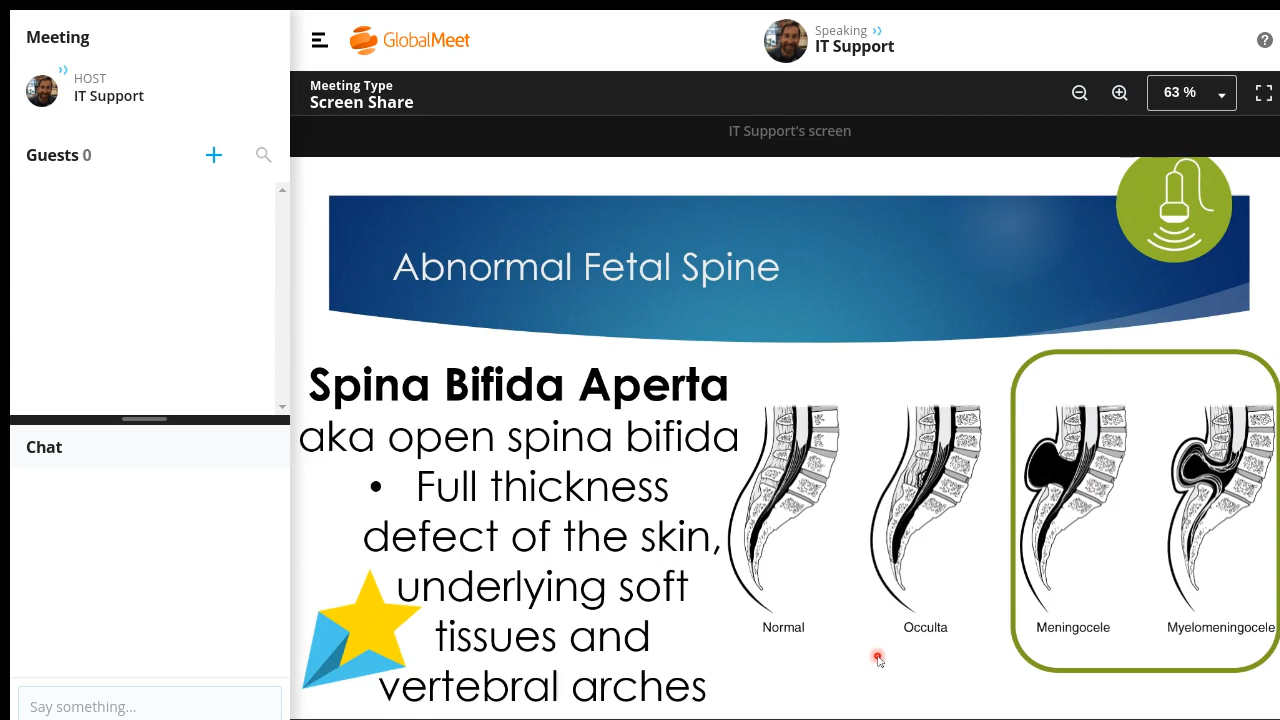 Meeting
HOST
IT Support
Guests 0
Chat
Say something...
GlobalMeet
Speaking
IT Support
Meeting Type
Screen Share
63 %
IT Support's screen
Abnormal Fetal Spine
Spina Bifida Aperta
aka open spina bifida
• Full thickness
defect of the skin,
underlying soft
tissues and
vertebral arches
Normal
Occulta
Meningocele
Myelomeningocele